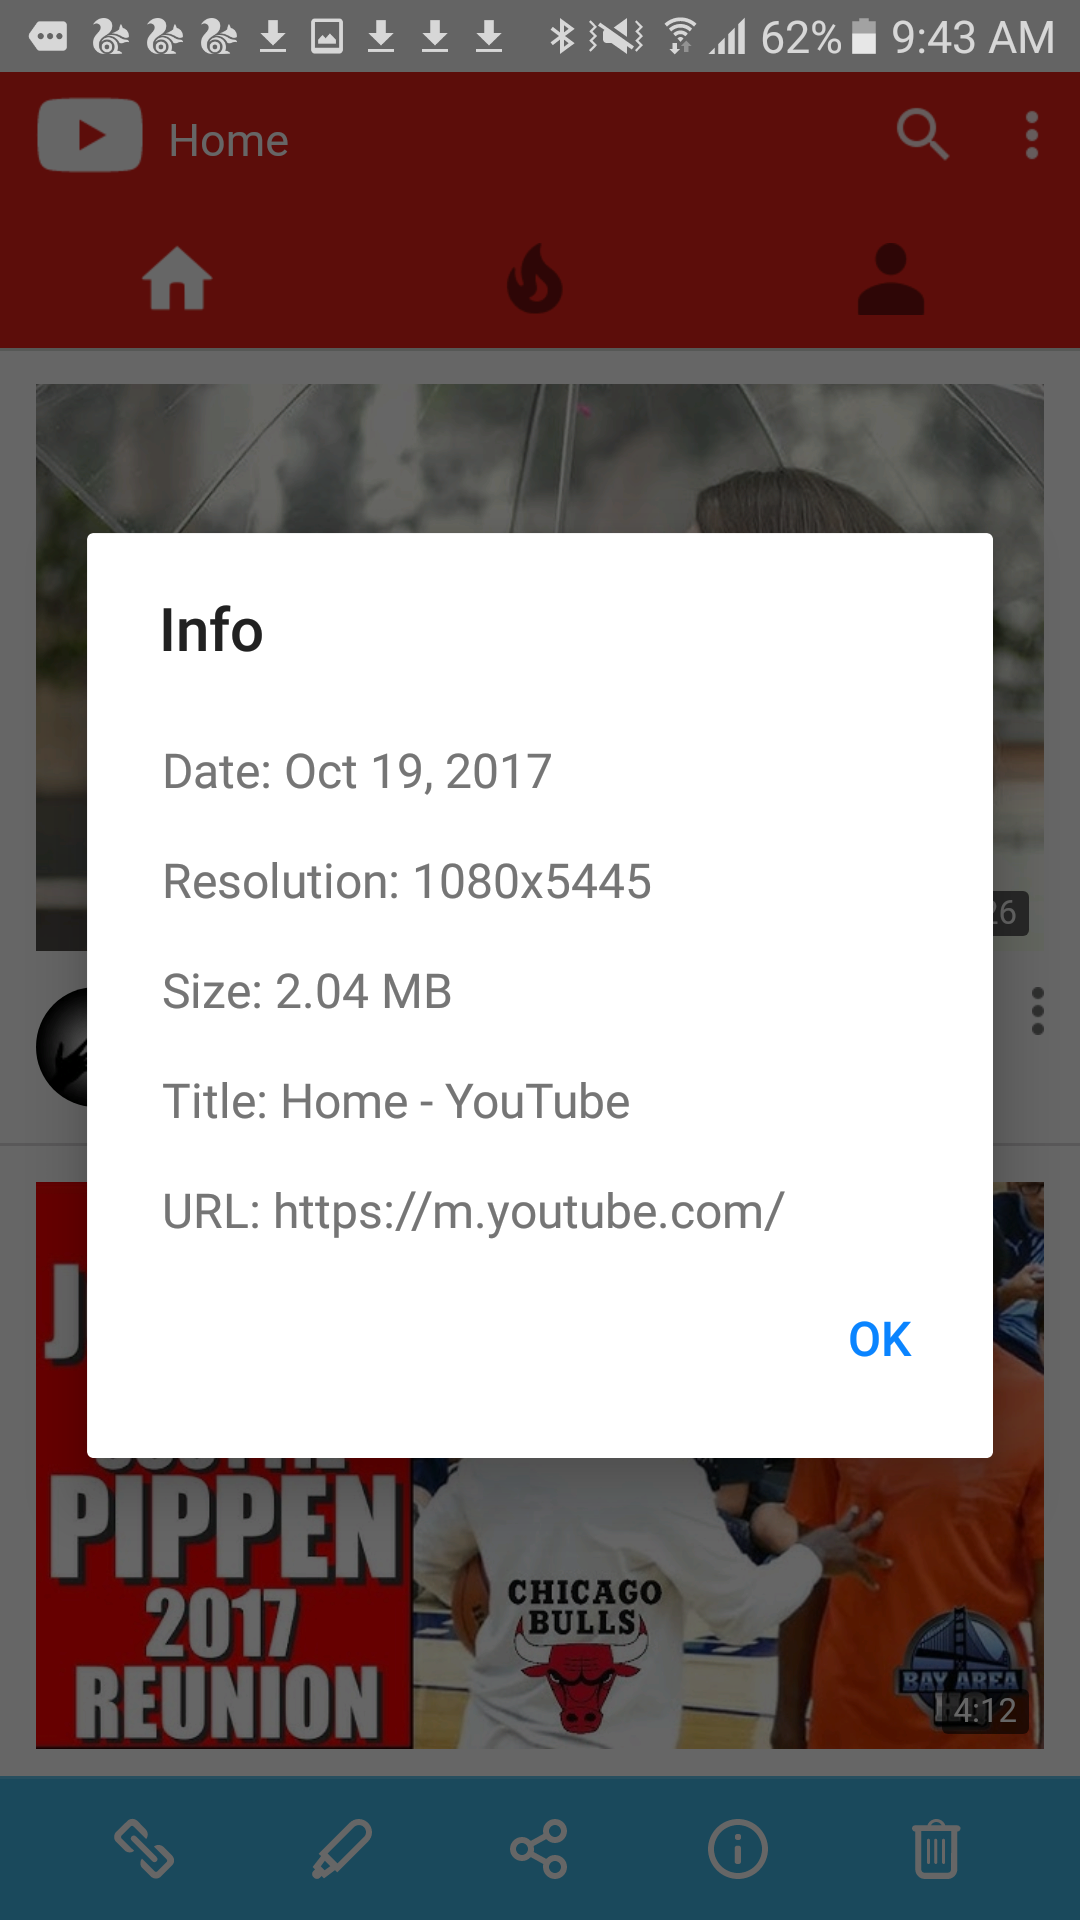 62% 9:43 AM
Home
Info
Date: Oct 19, 2017
Resolution: 1080x5445
Size: 2.04 MB
Title: Home - YouTube
URL: https://m.youtube.com/
OK
26
J
PIPPEN
2017
REUNION
CHICAGO
BULLS
BAY AREA
4:12